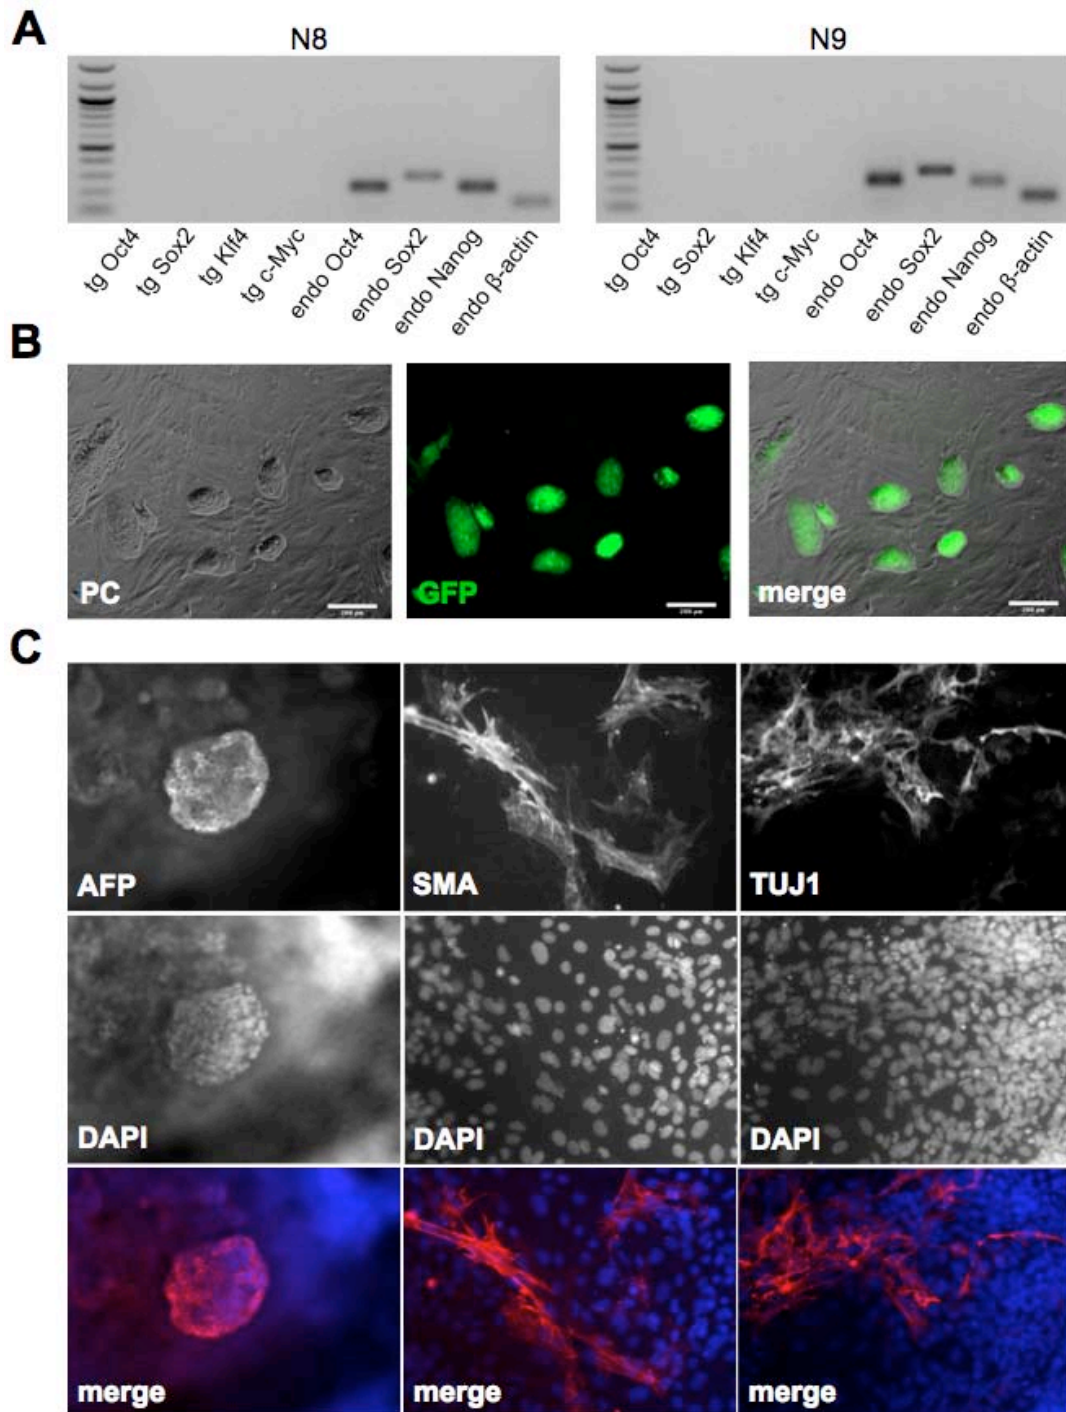 A
N8 N9
tg Oct4 tg Sox2 tg Klf4 tg c-Myc endo Oct4 endo Sox2 endo Nanog endo β-actin
tg Oct4 tg Sox2 tg Klf4 tg c-Myc endo Oct4 endo Sox2 endo Nanog endo β-actin
B
PC GFP merge
C
AFP SMA TUJ1
DAPI DAPI DAPI
merge merge merge